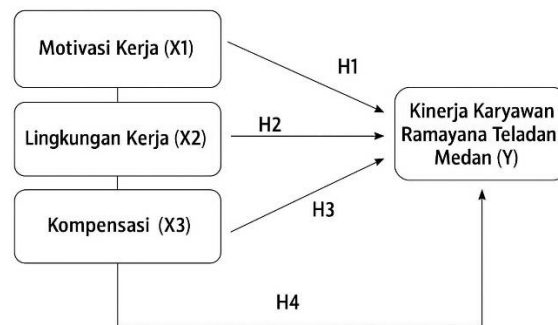 Motivasi Kerja (X1)
H1
Lingkungan Kerja (X2)
H2
Kinerja Karyawan
Ramayana Teladan
Medan (Y)
Kompensasi (X3)
H3
H4